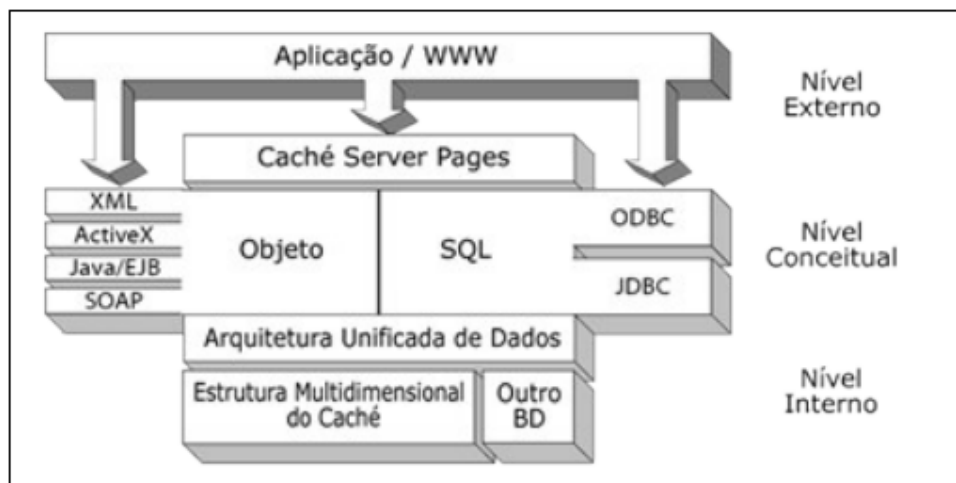 Aplicação / WWW
Nível
Externo
Caché Server Pages
XML
ActiveX
Java/EJB
SOAP
Objeto
SQL
ODBC
JDBC
Nível
Conceitual
Arquitetura Unificada de Dados
Estrutura Multidimensional
do Caché
Outro
BD
Nível
Interno